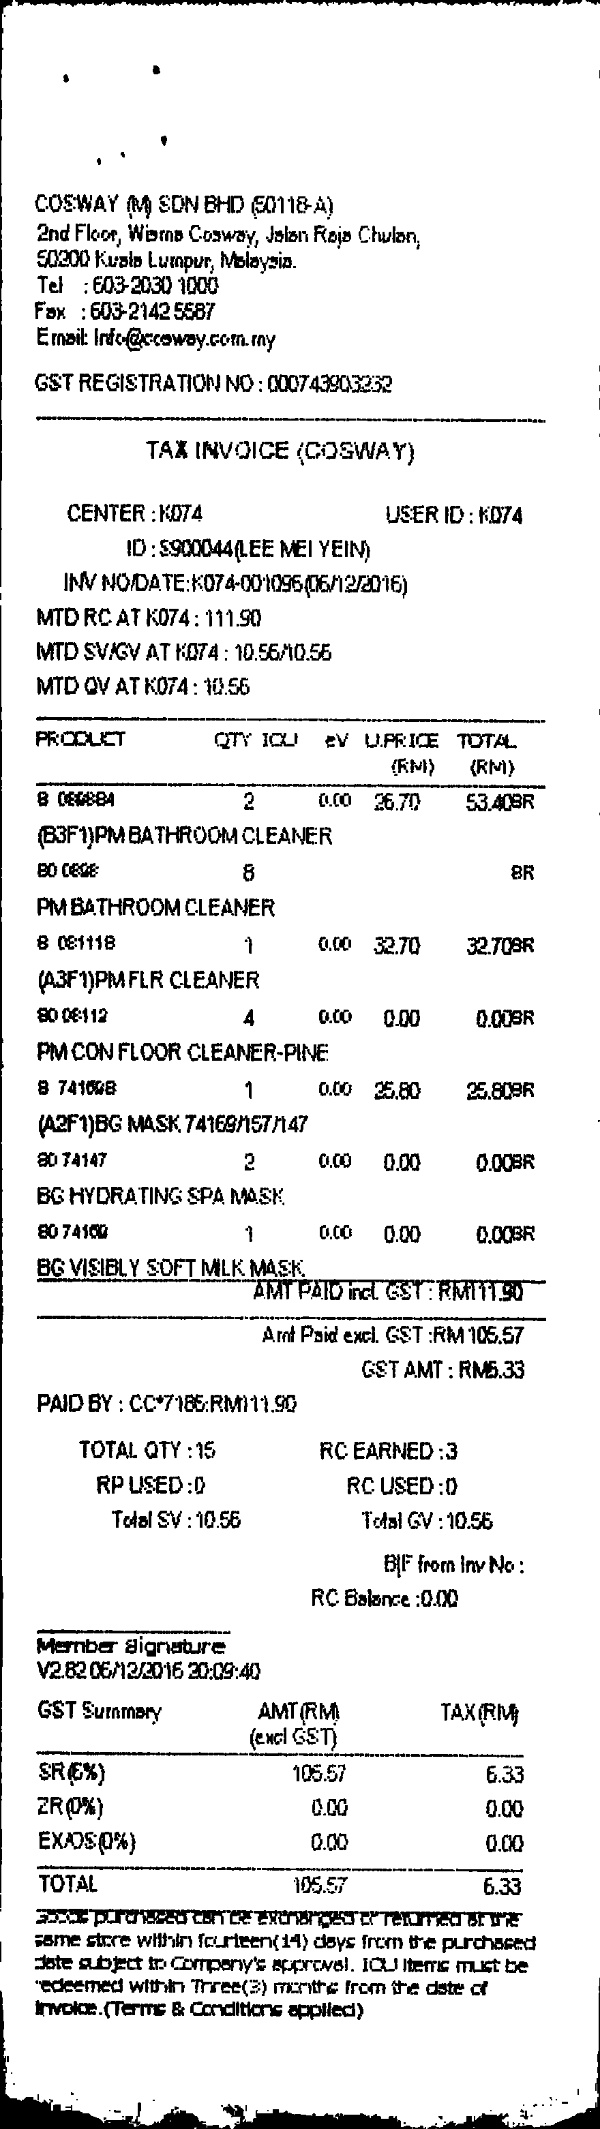 COSWAY (M) SDN BHD (50118-A)
2nd Floor, Wisma Cosway, Jalan Raja Chulan,
50200 Kuala Lumpur, Malaysia.
Tel : 603-2030 1000
Fax : 603-2142 5587
Email: Info@cosway.com.my
GST REGISTRATION NO : 000743903232
TAX INVOICE (COSWAY)
CENTER : K074 USER ID : K074
ID : S900044(LEE MEI YEIN)
INV NO/DATE:K074-001096(06/12/2016)
MTD RC AT K074 : 111.90
MTD SV/GV AT K074 : 10.56/10.56
MTD QV AT K074 : 10.56
PRODUCT QTY ICU eV U.PRICE TOTAL
(RM) (RM)
2 0.00 26.70 53.40SR
(B3F1)PM BATHROOM CLEANER
8 SR
PM BATHROOM CLEANER
1 0.00 32.70 32.70SR
(A3F1)PM FLR CLEANER
4 0.00 0.00 0.00SR
PM CON FLOOR CLEANER-PINE
1 0.00 25.80 25.80SR
(A2F1)BG MASK 74169/157/147
80 74147 2 0.00 0.00 0.00SR
BG HYDRATING SPA MASK
80 74169 1 0.00 0.00 0.00SR
BG VISIBLY SOFT MILK MASK
AMT PAID incl. GST : RM111.90
Amt Paid excl. GST :RM 105.57
GST AMT : RM6.33
PAID BY : CC*7186:RM111.90
TOTAL QTY : 15 RC EARNED : 3
RP USED : 0 RC USED : 0
Total SV : 10.56 Total GV : 10.56
B/F from Inv No :
RC Balance : 0.00
Member Signature
V2.82 06/12/2016 20:09:40
GST Summary AMT(RM) TAX(RM)
(excl GST)
SR(6%) 105.57 6.33
ZR(0%) 0.00 0.00
EX/OS(0%) 0.00 0.00
TOTAL 105.57 6.33
Goods purchased can be exchanged or returned at the
same store within fourteen(14) days from the purchased
date subject to Company's approval. ICU items must be
redeemed within Three(3) months from the date of
invoice.(Terms & Conditions applied)